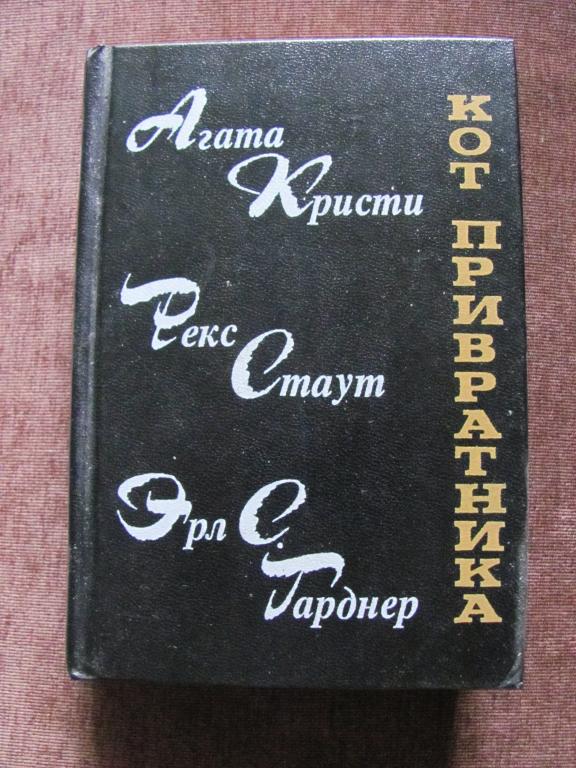 Агата
Кристи
Рекс
Стаут
Эрл С.
Гарднер
КОТ ПРИВРАТНИКА